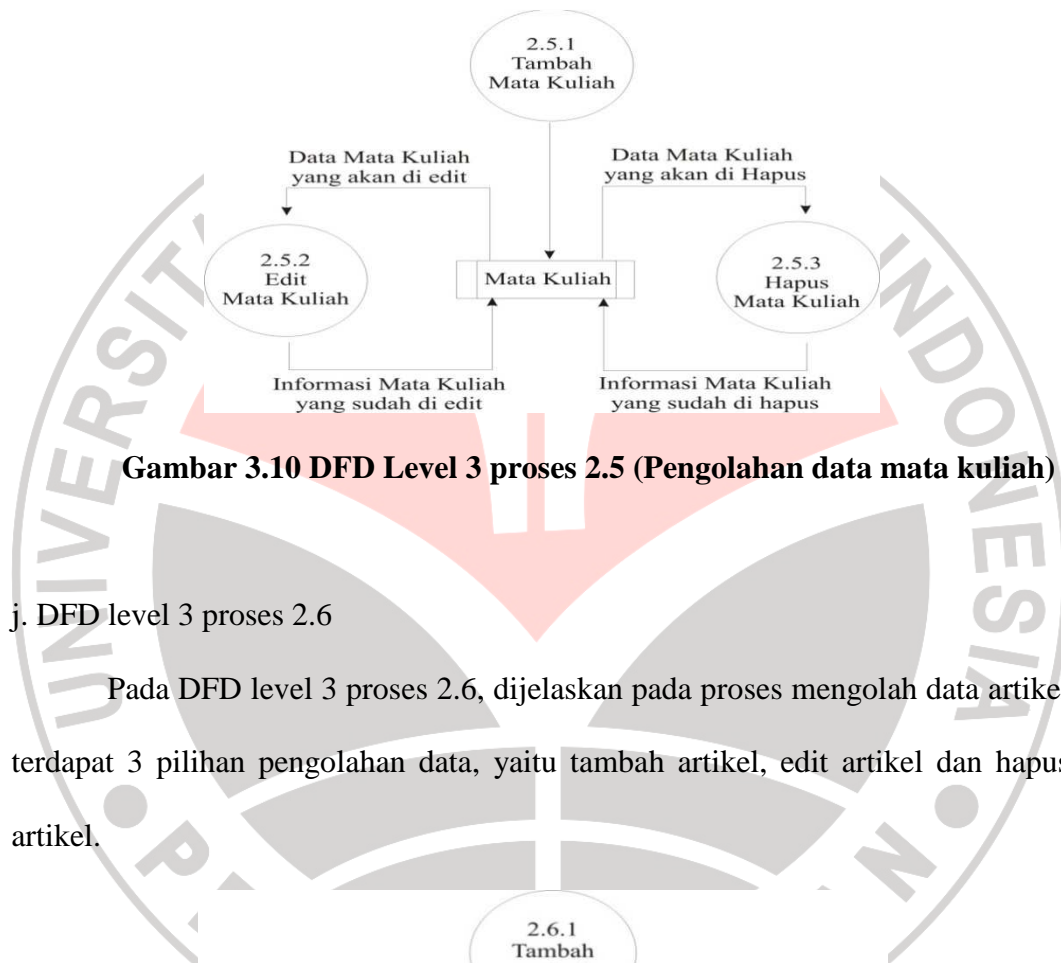 2.5.1
Tambah
Mata Kuliah
Data Mata Kuliah
yang akan di edit
Data Mata Kuliah
yang akan di Hapus
2.5.2
Edit
Mata Kuliah
Mata Kuliah
2.5.3
Hapus
Mata Kuliah
Informasi Mata Kuliah
yang sudah di edit
Informasi Mata Kuliah
yang sudah di hapus
Gambar 3.10 DFD Level 3 proses 2.5 (Pengolahan data mata kuliah)
j. DFD level 3 proses 2.6
Pada DFD level 3 proses 2.6, dijelaskan pada proses mengolah data artikel
terdapat 3 pilihan pengolahan data, yaitu tambah artikel, edit artikel dan hapus
artikel.
2.6.1
Tambah